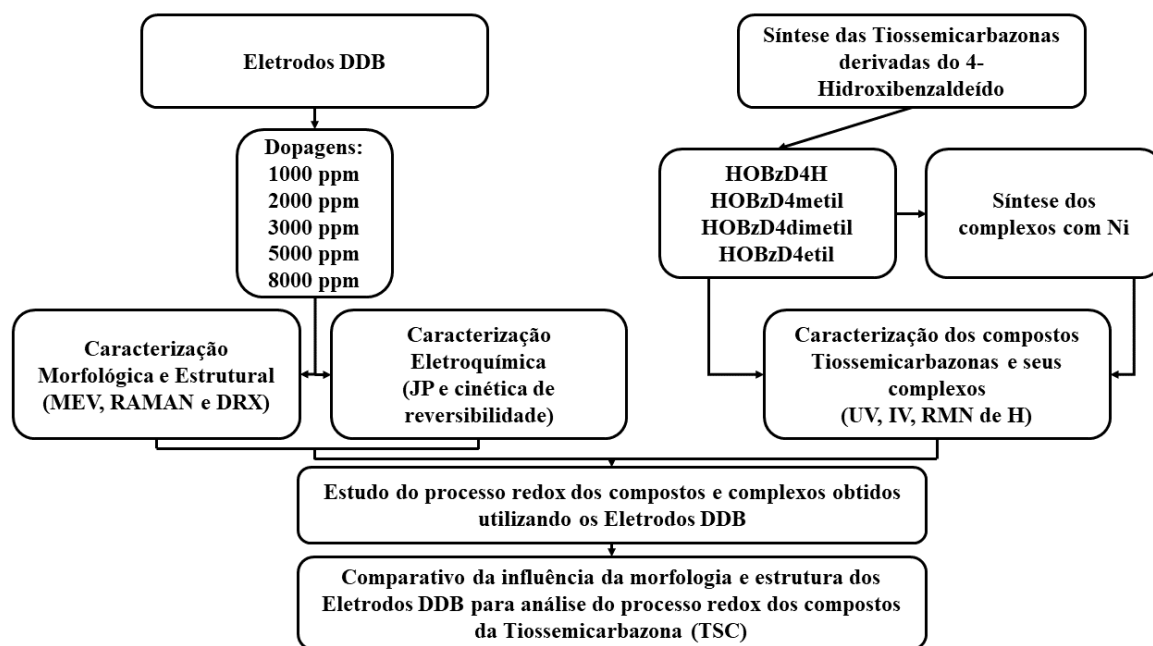 Eletrodos DDB
Síntese das Tiossemicarbazonas
derivadas do 4-
Hidroxibenzaldeído
Dopagens:
1000 ppm
2000 ppm
3000 ppm
5000 ppm
8000 ppm
HOBzD4H
HOBzD4metil
HOBzD4dimetil
HOBzD4etil
Síntese dos
complexos com Ni
Caracterização
Morfológica e Estrutural
(MEV, RAMAN e DRX)
Caracterização
Eletroquímica
(JP e cinética de
reversibilidade)
Caracterização dos compostos
Tiossemicarbazonas e seus
complexos
(UV, IV, RMN de H)
Estudo do processo redox dos compostos e complexos obtidos
utilizando os Eletrodos DDB
Comparativo da influência da morfologia e estrutura dos
Eletrodos DDB para análise do processo redox dos compostos
da Tiossemicarbazona (TSC)